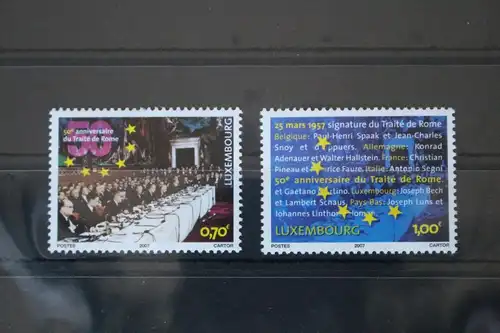 50
50e anniversaire
du Traité de Rome
LUXEMBOURG
0,70€
POSTES 2007 CARTOR
25 mars 1957 signature du Traité de Rome
Belgique: Paul-Henri Spaak et Jean-Charles
Snoy et d'Oppuers. Allemagne: Konrad
Adenauer et Walter Hallstein. France: Christian
Pineau et Maurice Faure. Italie: Antonio Segni
50e anniversaire du Traité de Rome
et Gaetano Martino. Luxembourg: Joseph Bech
et Lambert Schaus. Pays-Bas: Joseph Luns et
Johannes Linthorst Homan
LUXEMBOURG 1,00€
POSTES 2007 CARTOR